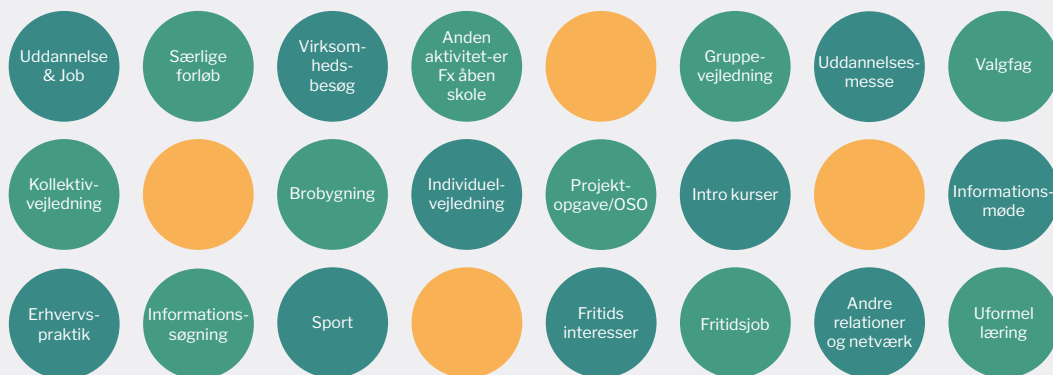 Uddannelse
& Job
Særlige
forløb
Virksom-
heds-
besøg
Anden
aktivitet-er
Fx åben
skole
Gruppe-
vejledning
Uddannelses-
messe
Valgfag
Kollektiv-
vejledning
Brobygning
Individuel-
vejledning
Projekt-
opgave/OSO
Intro kurser
Informations-
møde
Erhvervs-
praktik
Informations-
søgning
Sport
Fritids
interesser
Fritidsjob
Andre
relationer
og netværk
Uformel
læring